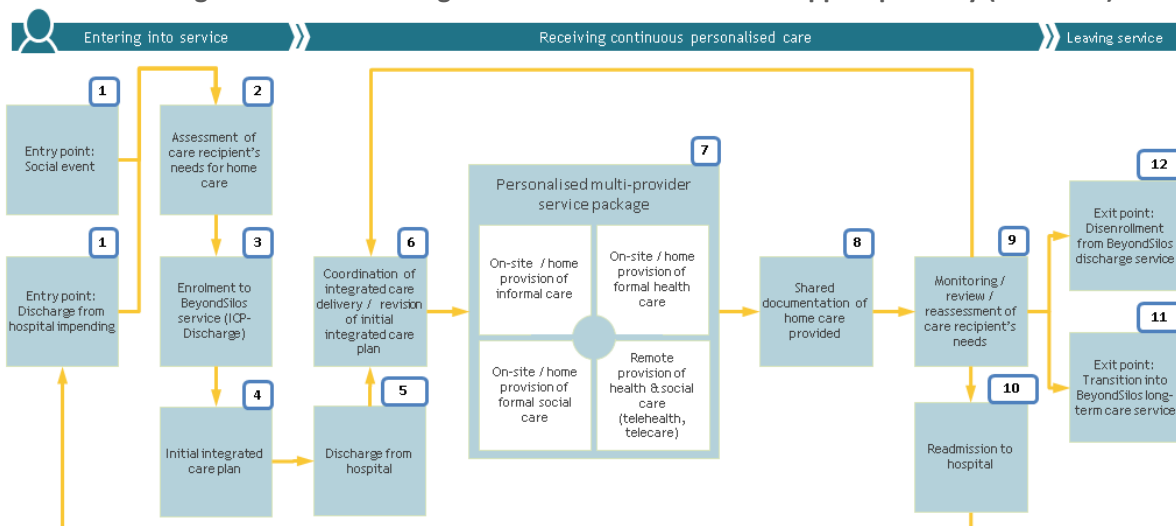 Entering into service
Receiving continuous personalised care
Leaving service
1
Entry point:
Social event
1
Entry point:
Discharge from
hospital impending
2
Assessment of
care recipient's
needs for home
care
3
Enrolment to
BeyondSilos
service (ICP-
Discharge)
4
Initial integrated
care plan
5
Discharge from
hospital
6
Coordination of
integrated care
delivery / revision
of initial
integrated care
plan
7
Personalised multi-provider
service package
On-site / home
provision of
informal care
On-site / home
provision of
formal health
care
On-site / home
provision of
formal social
care
Remote
provision of
health & social
care
(telehealth,
telecare)
8
Shared
documentation of
home care
provided
9
Monitoring /
review /
reassessment of
care recipient's
needs
10
Readmission to
hospital
12
Exit point:
Disenrollment
from BeyondSilos
discharge service
11
Exit point:
Transition into
BeyondSilos long-
term care service